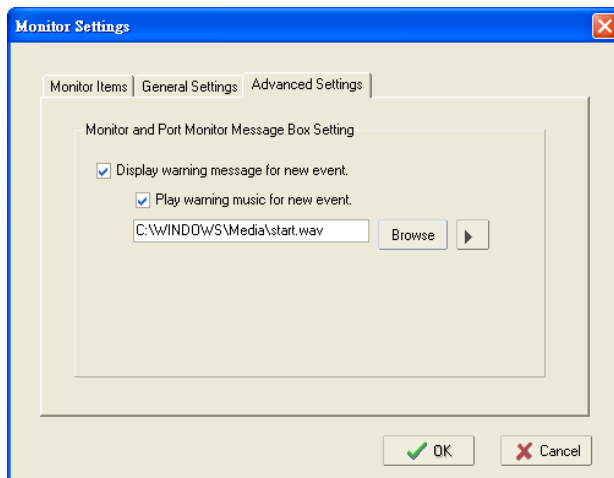 Monitor Settings
Monitor Items General Settings Advanced Settings
Monitor and Port Monitor Message Box Setting
Display warning message for new event.
Play warning music for new event.
C:\WINDOWS\Media\start.wav Browse
OK Cancel